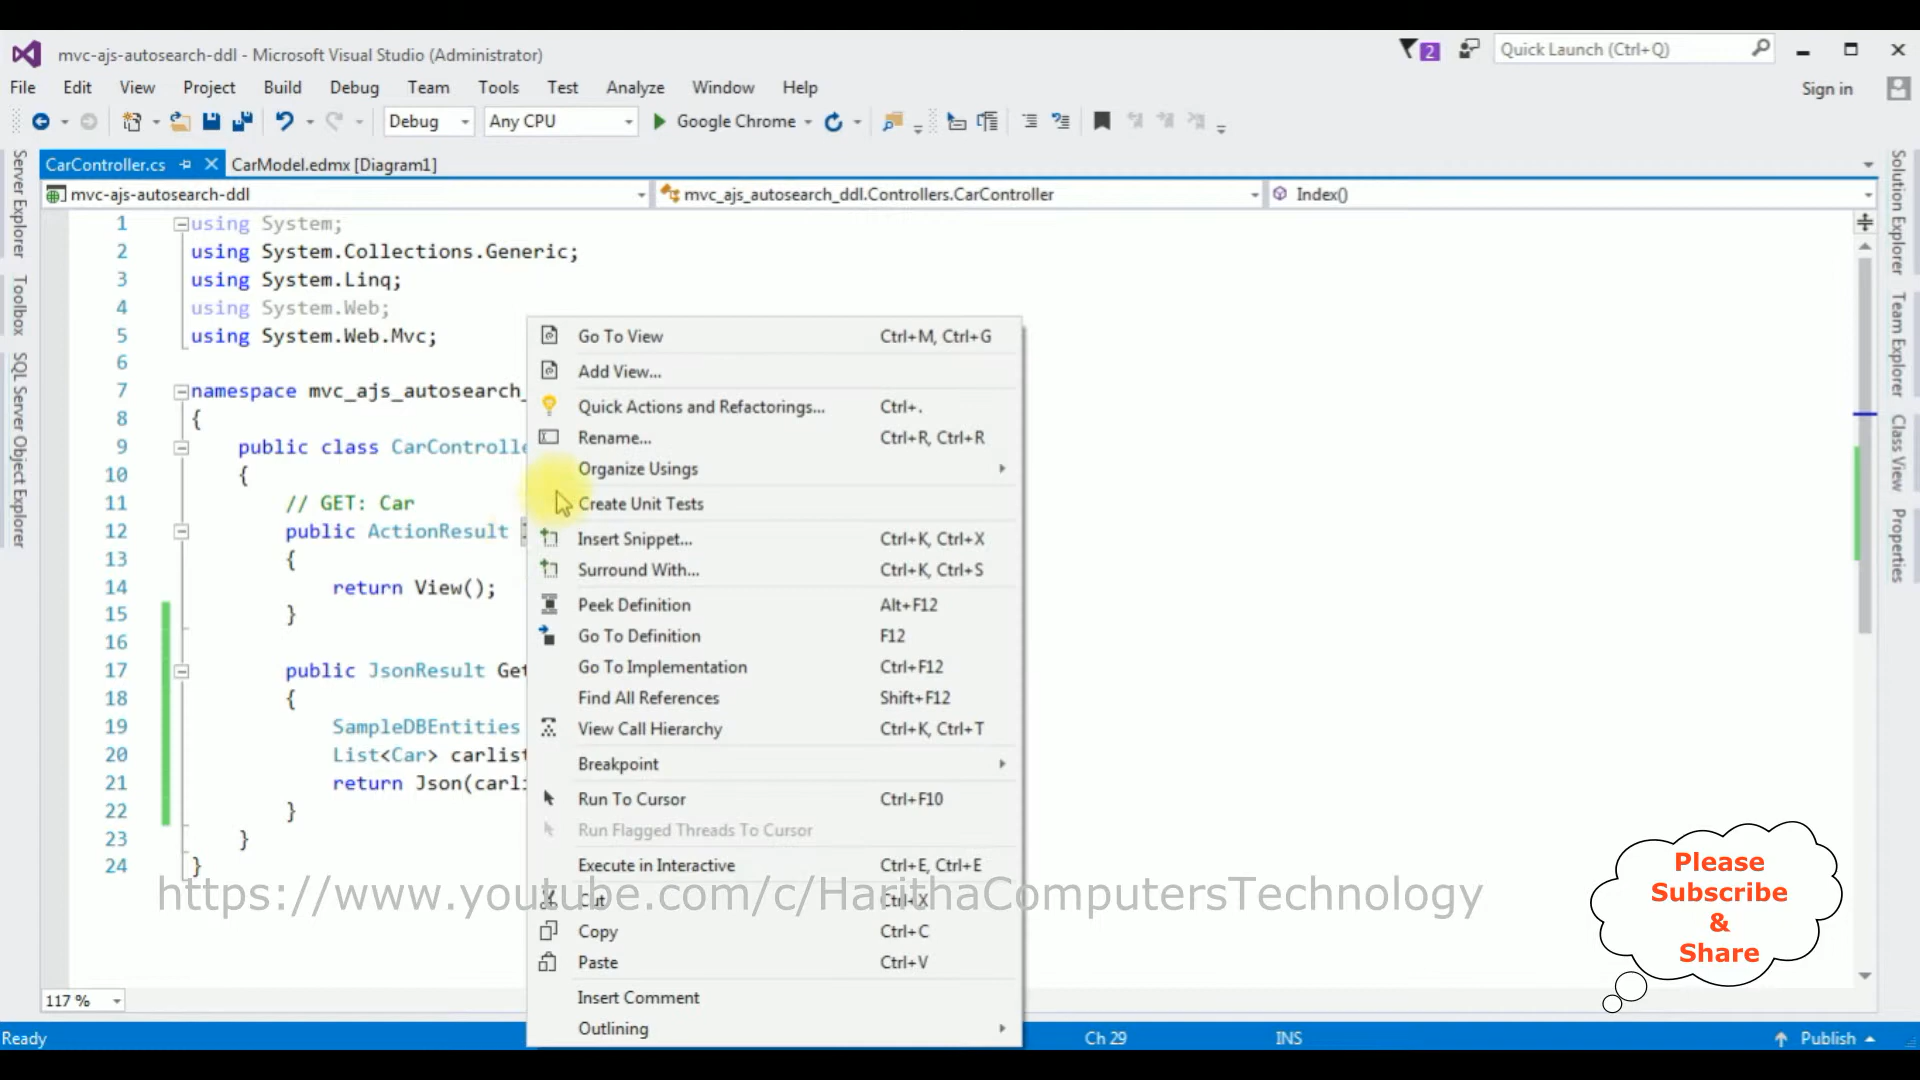 mvc-ajs-autosearch-ddl - Microsoft Visual Studio (Administrator)
2
Quick Launch (Ctrl+Q)
File Edit View Project Build Debug Team Tools Test Analyze Window Help
Sign in
Debug
Any CPU
Google Chrome
CarController.cs
CarModel.edmx [Diagram1]
mvc-ajs-autosearch-ddl
mvc_ajs_autosearch_ddl.Controllers.CarController
Index()
Server Explorer
Toolbox
SQL Server Object Explorer
Solution Explorer
Team Explorer
Class View
Properties
1 using System;
2 using System.Collections.Generic;
3 using System.Linq;
4 using System.Web;
5 using System.Web.Mvc;
6
7 namespace mvc_ajs_autosearch_
8 {
9 public class CarControlle
10 {
11 // GET: Car
12 public ActionResult
13 {
14 return View();
15 }
16
17 public JsonResult Get
18 {
19 SampleDBEntities
20 List<Car> carlist
21 return Json(carli
22 }
23 }
24 }
Go To View Ctrl+M, Ctrl+G
Add View...
Quick Actions and Refactorings... Ctrl+.
Rename... Ctrl+R, Ctrl+R
Organize Usings
Create Unit Tests
Insert Snippet... Ctrl+K, Ctrl+X
Surround With... Ctrl+K, Ctrl+S
Peek Definition Alt+F12
Go To Definition F12
Go To Implementation Ctrl+F12
Find All References Shift+F12
View Call Hierarchy Ctrl+K, Ctrl+T
Breakpoint
Run To Cursor Ctrl+F10
Run Flagged Threads To Cursor
Execute in Interactive Ctrl+E, Ctrl+E
Cut Ctrl+X
Copy Ctrl+C
Paste Ctrl+V
Insert Comment
Outlining
https://www.youtube.com/c/HarithaComputersTechnology
Please
Subscribe
&
Share
117 %
Ready
Ch 29
INS
Publish